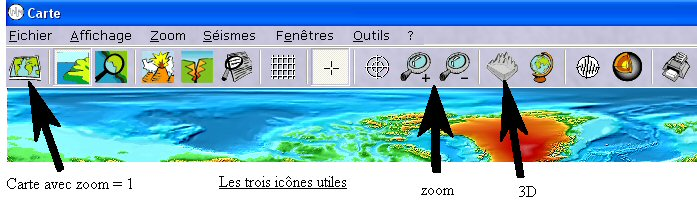 Carte
Fichier Affichage Zoom Séismes Fenêtres Outils ?
Carte avec zoom = 1 Les trois icônes utiles zoom 3D